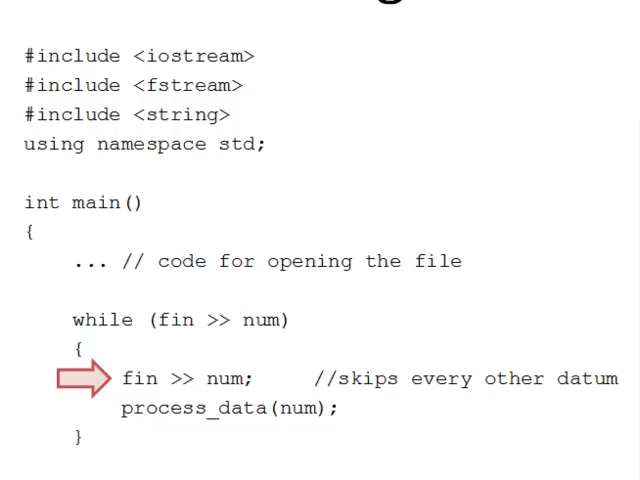 #include <iostream>
#include <fstream>
#include <string>
using namespace std;
int main()
{
... // code for opening the file
while (fin >> num)
{
fin >> num; //skips every other datum
process_data(num);
}